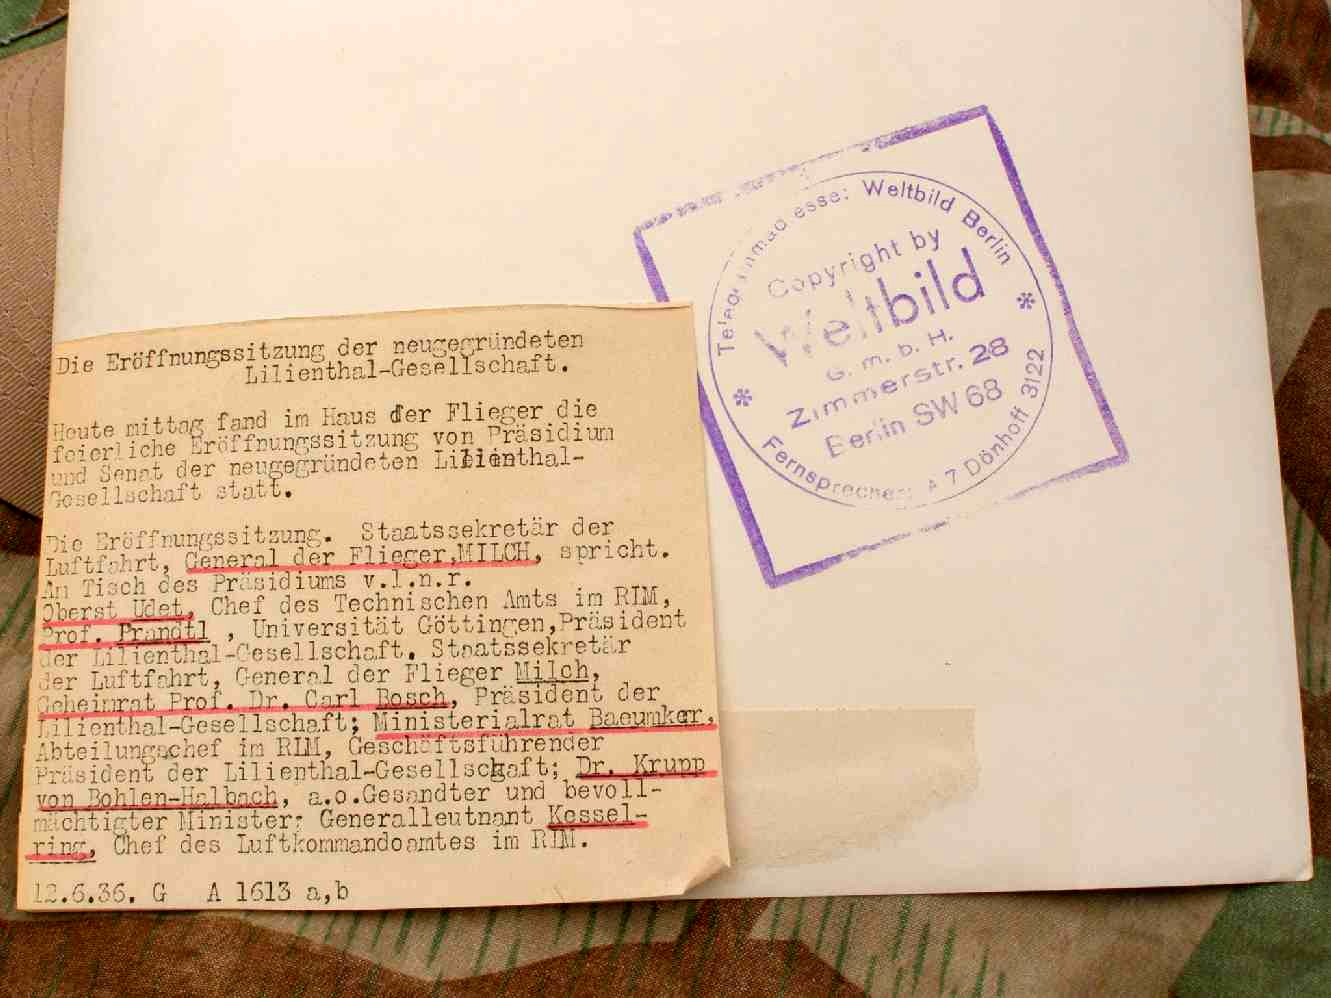 Die Eröffnungssitzung der neugegründeten
Lilienthal-Gesellschaft.
Heute mittag fand im Haus der Flieger die
feierliche Eröffnungssitzung von Präsidium
und Senat der neugegründeten Lilienthal-
Gesellschaft statt.
Die Eröffnungssitzung. Staatssekretär der
Luftfahrt, General der Flieger,MILCH, spricht.
An Tisch des Präsidiums v.l.n.r.
Oberst Udet, Chef des Technischen Amts im RIM,
Prof. Prandtl , Universität Göttingen,Präsident
der Lilienthal-Gesellschaft. Staatssekretär
der Luftfahrt, General der Flieger Milch,
Geheimrat Prof. Dr. Carl Bosch, Präsident der
Lilienthal-Gesellschaft; Ministerialrat Baeumker,
Abteilungschef im RLM, Geschäftsführender
Präsident der Lilienthal-Gesellschaft; Dr. Krupp
von Bohlen-Halbach, a.o.Gesandter und bevoll-
mächtigter Minister; Generalleutnant Kessel-
ring, Chef des Luftkommandoamtes im RLM.
12.6.36. G A 1613 a,b
Telegrammadresse: Weltbild Berlin
Copyright by
Weltbild
G. m. b. H.
Zimmerstr. 28
Berlin SW 68
Fernsprecher: A 7 Dönhoff 3122